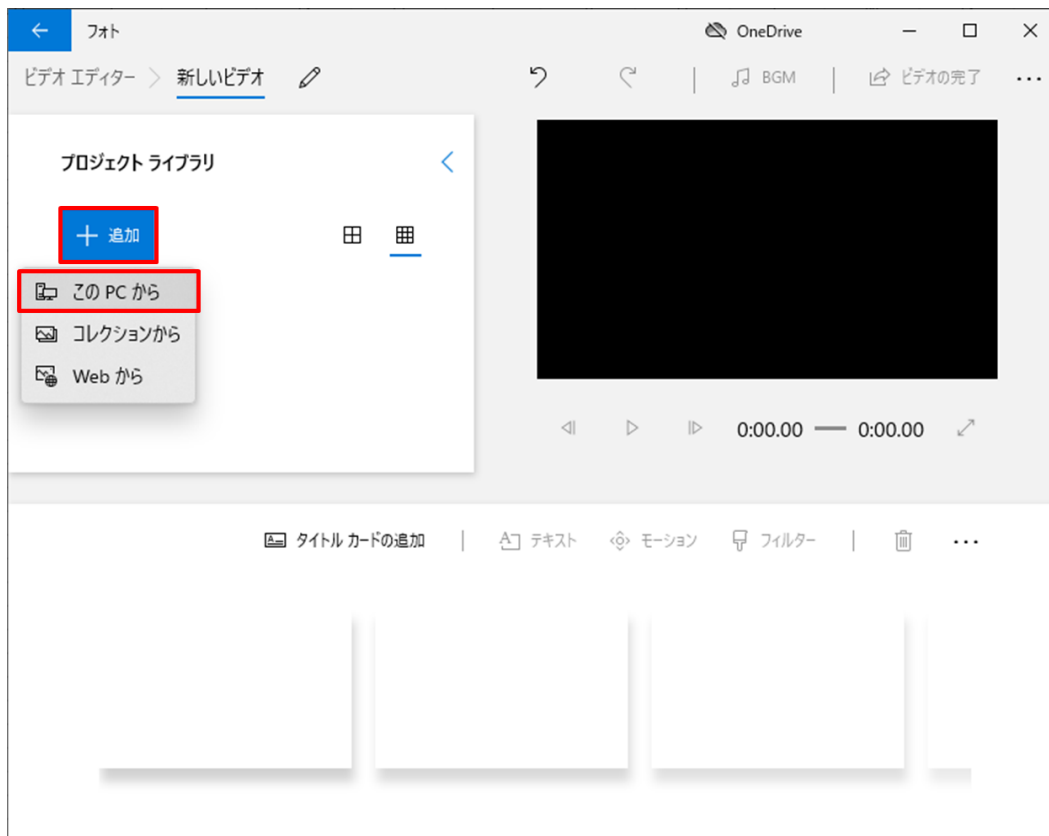 フォト
OneDrive
ビデオ エディター
新しいビデオ
BGM
ビデオの完了
プロジェクト ライブラリ
追加
この PC から
コレクションから
Web から
0:00.00
0:00.00
タイトル カードの追加
テキスト
モーション
フィルター